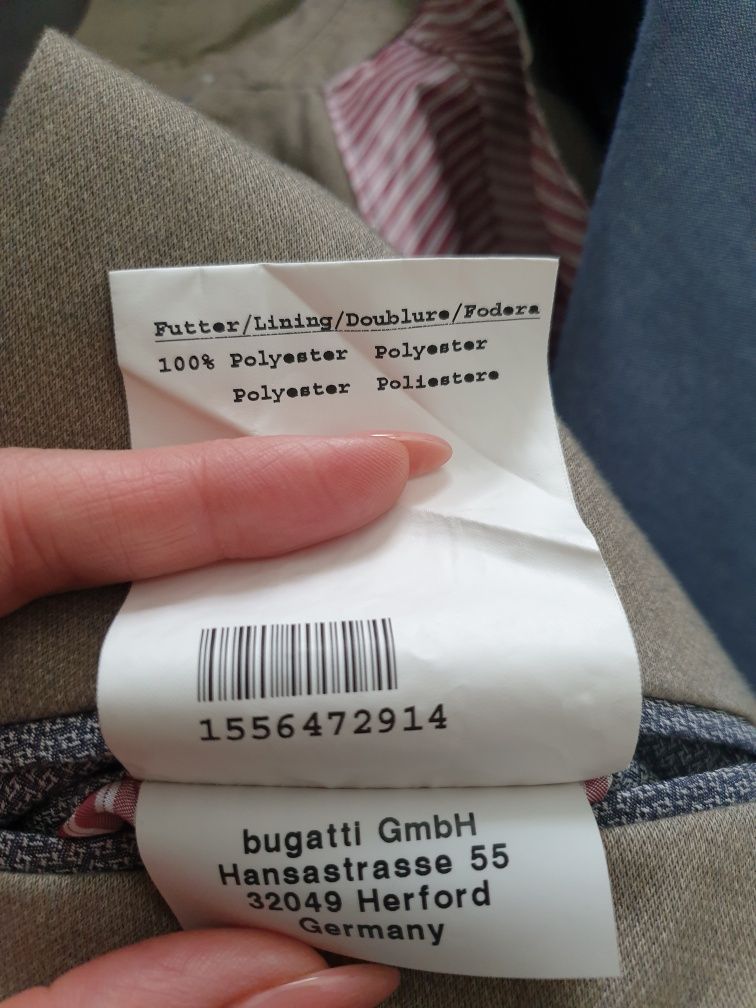 Futter/Lining/Doublure/Fodera
100% Polyester Polyester
Polyester Poliestere
1556472914
bugatti GmbH
Hansastrasse 55
32049 Herford
Germany